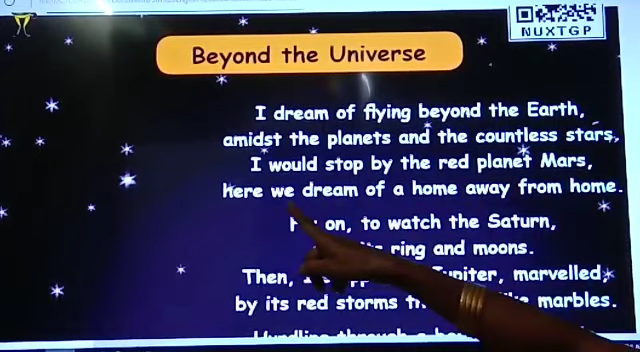 NUXTGP
Beyond the Universe
I dream of flying beyond the Earth,
amidst the planets and the countless stars,
I would stop by the red planet Mars,
here we dream of a home away from home.
on, to watch the Saturn,
ring and moons.
Then, Jupiter, marvelled,
by its red storms marbles.